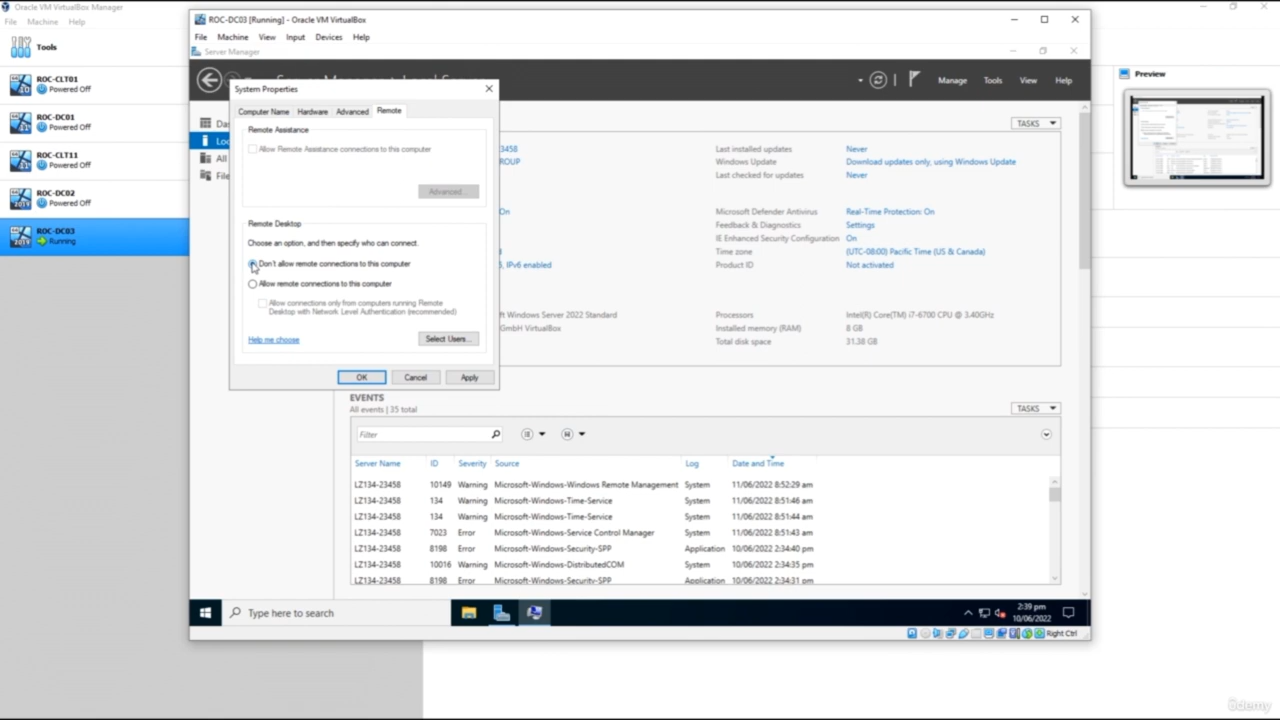 Oracle VM VirtualBox Manager
File Machine Help
Tools
ROC-CLT01
Powered Off
ROC-DC01
Powered Off
ROC-CLT11
Powered Off
ROC-DC02
Powered Off
ROC-DC03
Running
ROC-DC03 [Running] - Oracle VM VirtualBox
File Machine View Input Devices Help
Server Manager
Manage Tools View Help
System Properties
Computer Name Hardware Advanced Remote
Remote Assistance
Allow Remote Assistance connections to this computer
Advanced...
Remote Desktop
Choose an option, and then specify who can connect.
Don't allow remote connections to this computer
Allow remote connections to this computer
Allow connections only from computers running Remote
Desktop with Network Level Authentication (recommended)
Help me choose
Select Users...
OK Cancel Apply
TASKS
3458
ROUP
On
, IPv6 enabled
t Windows Server 2022 Standard
GmbH VirtualBox
Last installed updates Never
Windows Update Download updates only, using Windows Update
Last checked for updates Never
Microsoft Defender Antivirus Real-Time Protection: On
Feedback & Diagnostics Settings
IE Enhanced Security Configuration On
Time zone (UTC-08:00) Pacific Time (US & Canada)
Product ID Not activated
Processors Intel(R) Core(TM) i7-6700 CPU @ 3.40GHz
Installed memory (RAM) 8 GB
Total disk space 31.38 GB
EVENTS
All events | 35 total
TASKS
Filter
Server Name ID Severity Source Log Date and Time
LZ134-23458 10149 Warning Microsoft-Windows-Windows Remote Management System 11/06/2022 8:52:29 am
LZ134-23458 134 Warning Microsoft-Windows-Time-Service System 11/06/2022 8:51:46 am
LZ134-23458 134 Warning Microsoft-Windows-Time-Service System 11/06/2022 8:51:44 am
LZ134-23458 7023 Error Microsoft-Windows-Service Control Manager System 11/06/2022 8:51:43 am
LZ134-23458 8198 Error Microsoft-Windows-Security-SPP Application 10/06/2022 2:34:40 pm
LZ134-23458 10016 Warning Microsoft-Windows-DistributedCOM System 10/06/2022 2:34:35 pm
LZ134-23458 8198 Error Microsoft-Windows-Security-SPP Application 10/06/2022 2:34:31 pm
Type here to search
2:39 pm
10/06/2022
Right Ctrl
Preview
ûdemy